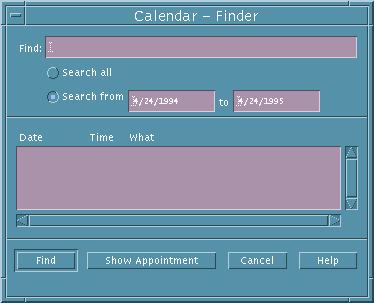 Calendar – Finder
Find:
Search all
Search from 4/24/1994 to 4/24/1995
Date Time What
Find Show Appointment Cancel Help